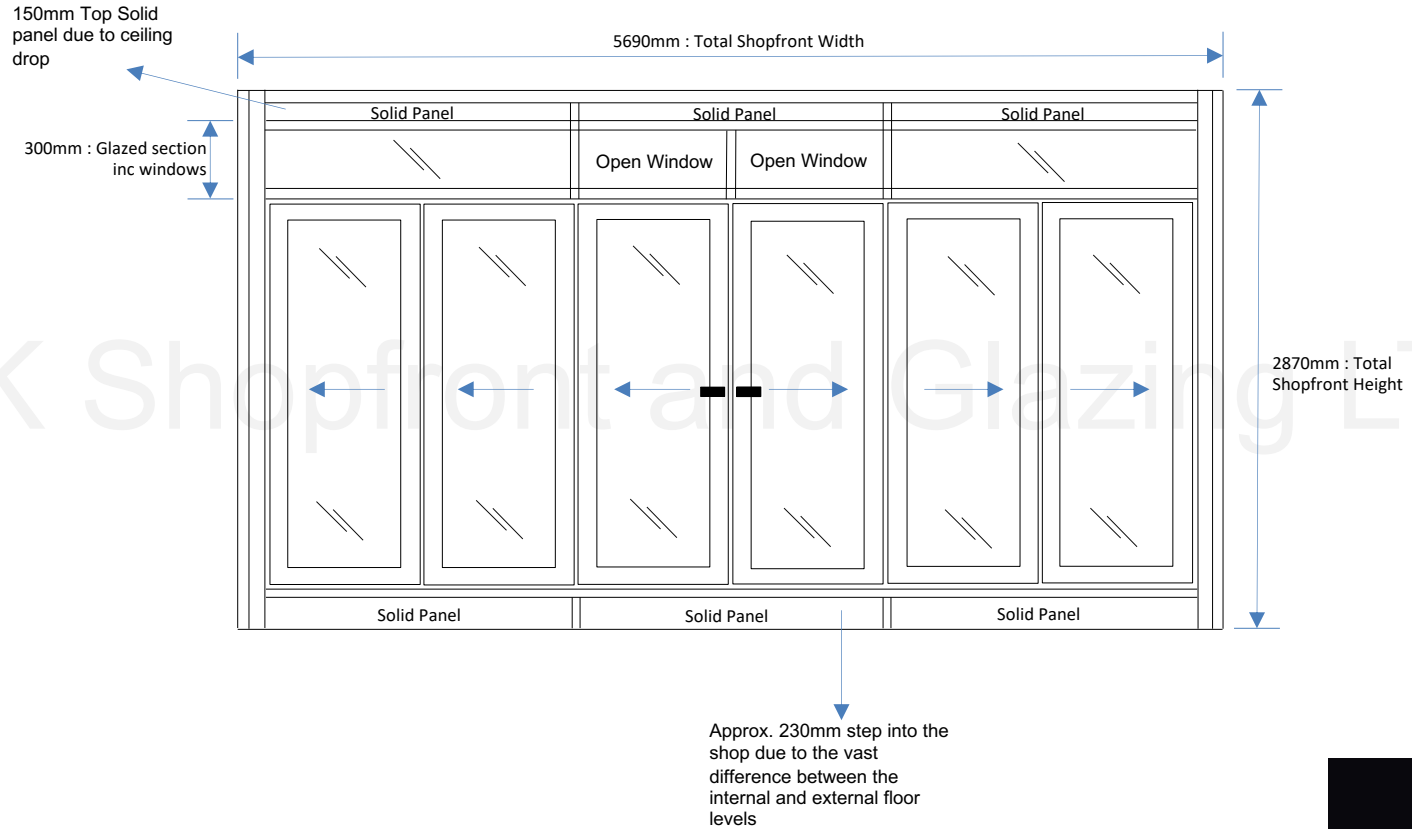 150mm Top Solid
panel due to ceiling
drop
5690mm : Total Shopfront Width
Solid Panel
Solid Panel
Solid Panel
300mm : Glazed section
inc windows
Open Window
Open Window
K Shopfront and Glazing LT
2870mm : Total
Shopfront Height
Solid Panel
Solid Panel
Solid Panel
Approx. 230mm step into the
shop due to the vast
difference between the
internal and external floor
levels